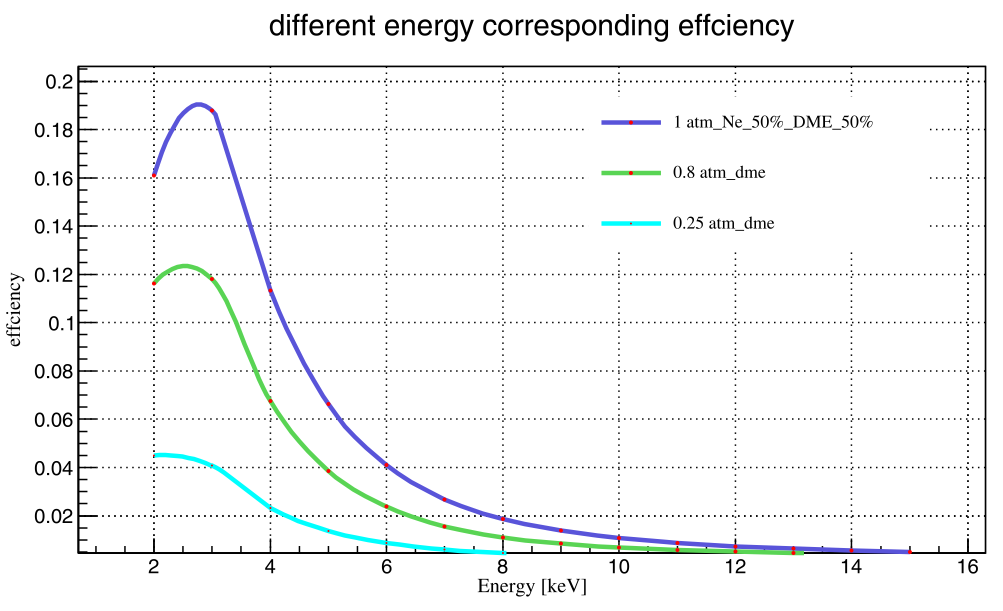 different energy corresponding effciency
effciency
0.2
0.18
0.16
0.14
0.12
0.1
0.08
0.06
0.04
0.02
1 atm_Ne_50%_DME_50%
0.8 atm_dme
0.25 atm_dme
2 4 6 8 10 12 14 16
Energy [keV]